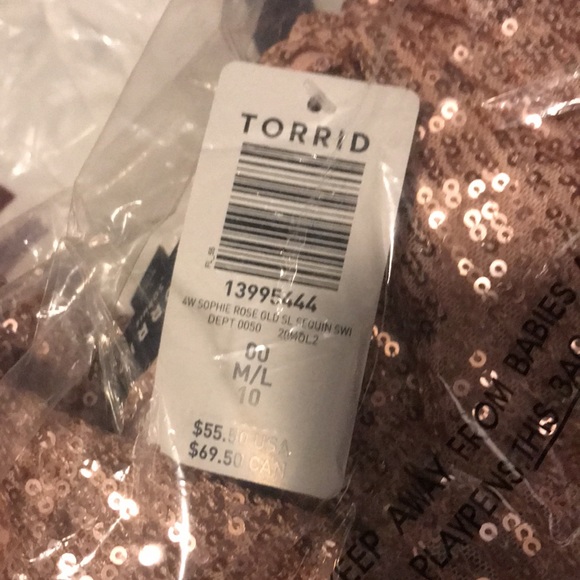 TORRID
13995444
4W SOPHIE ROSE GLD SL SEQUIN SWI
DEPT 0050 20MOL2
00
M/L
10
$55.50 USA
$69.50 CAN
AWAY FROM BABIES
PLAYPENS. THIS BAG